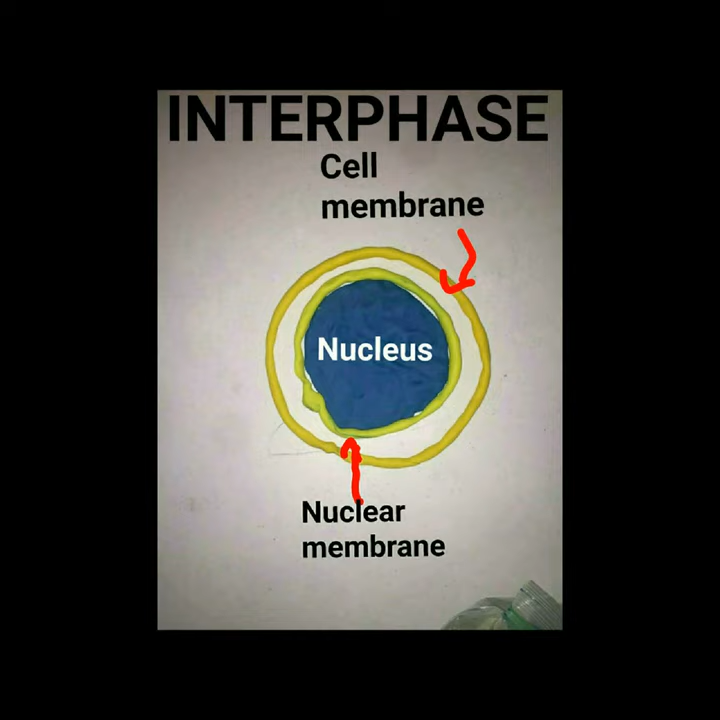 INTERPHASE
Cell
membrane
Nucleus
Nuclear
membrane